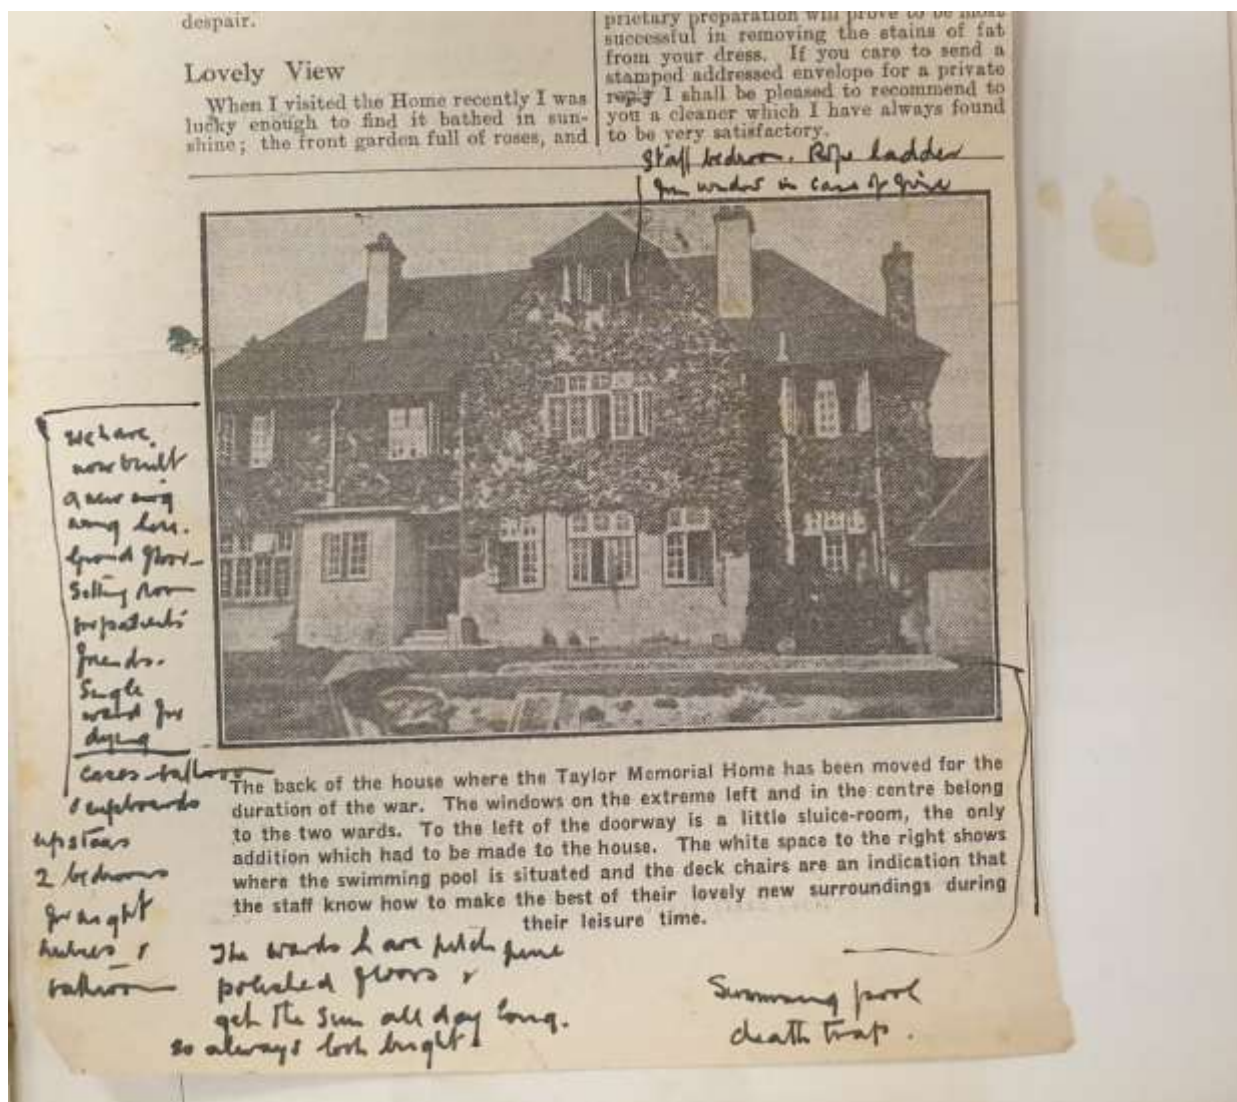 despair.
Lovely View
When I visited the Home recently I was
lucky enough to find it bathed in sun-
shine; the front garden full of roses, and
prietary preparation will prove to be most
successful in removing the stains of fat
from your dress. If you care to send a
stamped addressed envelope for a private
reply I shall be pleased to recommend to
you a cleaner which I have always found
to be very satisfactory.
Staff bedroom. Rope ladder
from window in case of fire
we have
now built
a new
wing here.
Ground floor–
Sitting Room
for patients'
friends.
Single
ward for
dying
cases–bathroom
& cupboards
upstairs
2 bedrooms
for night
nurses &
bathroom
The back of the house where the Taylor Memorial Home has been moved for the
duration of the war. The windows on the extreme left and in the centre belong
to the two wards. To the left of the doorway is a little sluice-room, the only
addition which had to be made to the house. The white space to the right shows
where the swimming pool is situated and the deck chairs are an indication that
the staff know how to make the best of their lovely new surroundings during
their leisure time.
The wards have pitch pine
polished floors &
get the sun all day long.
so always look bright.
Swimming pool
death trap.